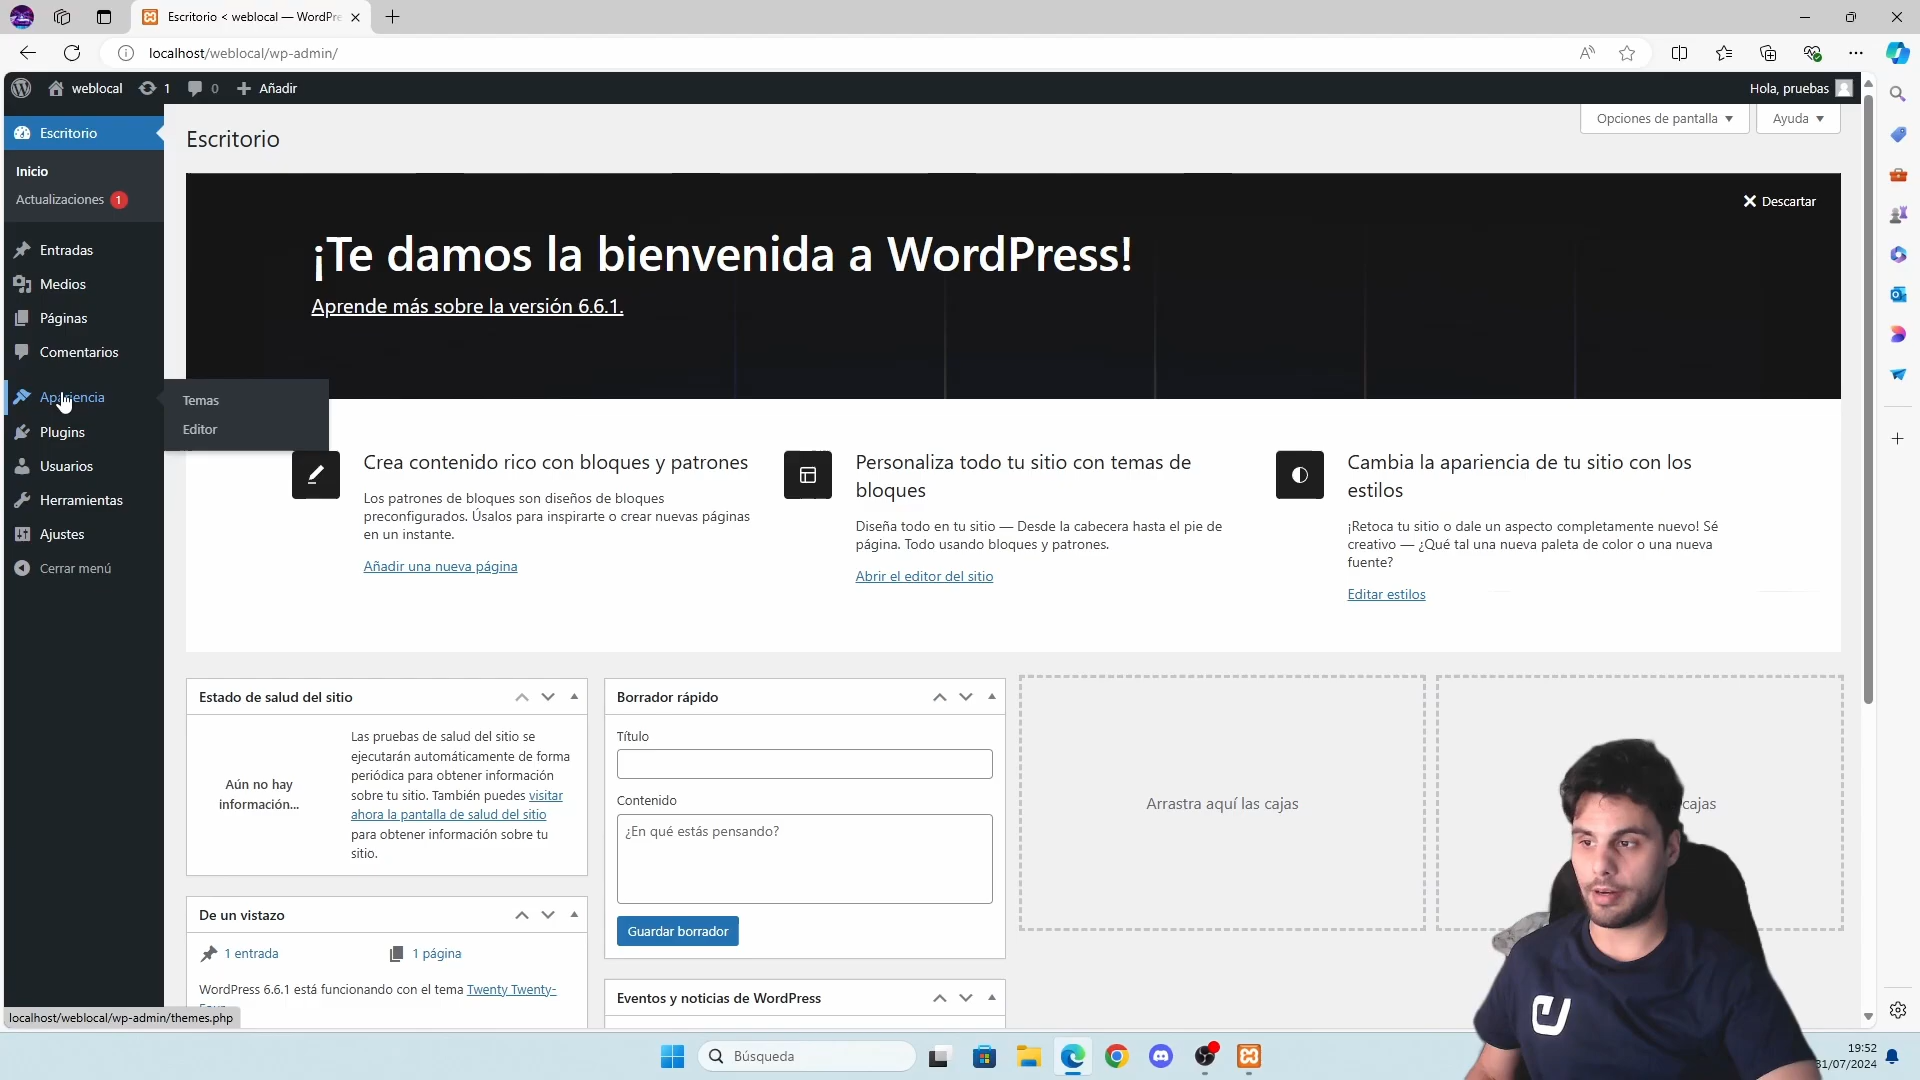 Escritorio < weblocal — WordPre
localhost/weblocal/wp-admin/
weblocal
1
0
Añadir
Hola, pruebas
Escritorio
Inicio
Actualizaciones 1
Entradas
Medios
Páginas
Comentarios
Apariencia
Plugins
Usuarios
Herramientas
Ajustes
Cerrar menú
Temas
Editor
Escritorio
Opciones de pantalla
Ayuda
Descartar
¡Te damos la bienvenida a WordPress!
Aprende más sobre la versión 6.6.1.
Crea contenido rico con bloques y patrones
Los patrones de bloques son diseños de bloques
preconfigurados. Úsalos para inspirarte o crear nuevas páginas
en un instante.
Añadir una nueva página
Personaliza todo tu sitio con temas de
bloques
Diseña todo en tu sitio — Desde la cabecera hasta el pie de
página. Todo usando bloques y patrones.
Abrir el editor del sitio
Cambia la apariencia de tu sitio con los
estilos
¡Retoca tu sitio o dale un aspecto completamente nuevo! Sé
creativo — ¿Qué tal una nueva paleta de color o una nueva
fuente?
Editar estilos
Estado de salud del sitio
Aún no hay
información...
Las pruebas de salud del sitio se
ejecutarán automáticamente de forma
periódica para obtener información
sobre tu sitio. También puedes visitar
ahora la pantalla de salud del sitio
para obtener información sobre tu
sitio.
De un vistazo
1 entrada
1 página
WordPress 6.6.1 está funcionando con el tema Twenty Twenty-
Borrador rápido
Título
Contenido
¿En qué estás pensando?
Guardar borrador
Eventos y noticias de WordPress
Arrastra aquí las cajas
cajas
localhost/weblocal/wp-admin/themes.php
Búsqueda
19:52
31/07/2024